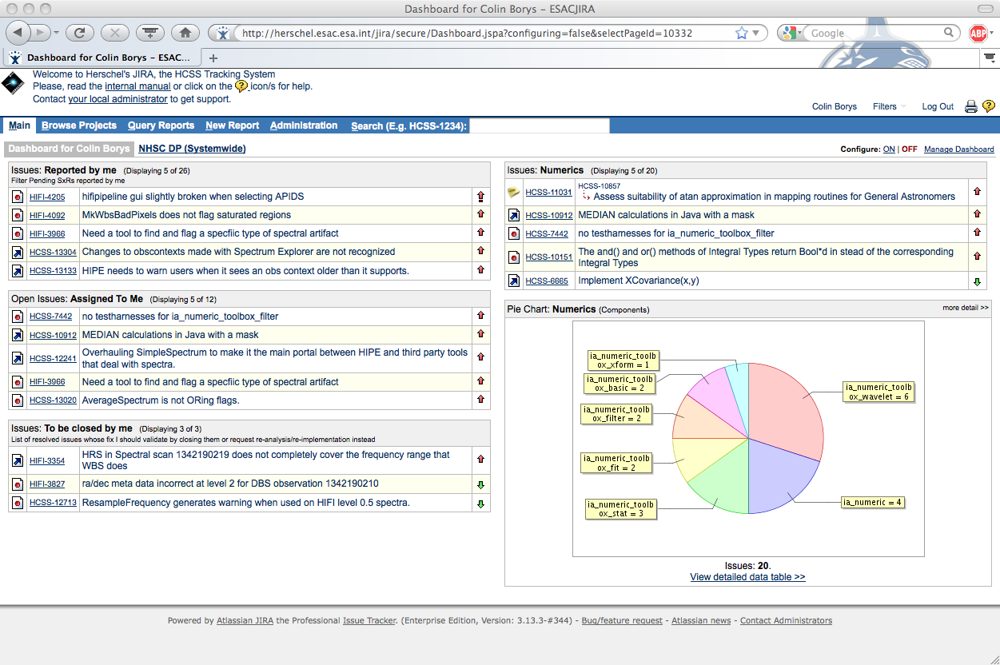 Dashboard for Colin Borys – ESACJIRA
http://herschel.esac.esa.int/jira/secure/Dashboard.jspa?configuring=false&selectPageId=10332
Google
ABP
Dashboard for Colin Borys – ESAC...
Welcome to Herschel's JIRA, the HCSS Tracking System
Please, read the internal manual or click on the ? icon/s for help.
Contact your local administrator to get support.
Colin Borys Filters Log Out ?
Main Browse Projects Query Reports New Report Administration Search (E.g. HCSS-1234):
Dashboard for Colin Borys NHSC DP (Systemwide)
Configure: ON | OFF Manage Dashboard
Issues: Reported by me (Displaying 5 of 26)
Filter Pending SxRs reported by me
HIFI-4205 hifipipeline gui slightly broken when selecting APIDS
HIFI-4092 MkWbsBadPixels does not flag saturated regions
HIFI-3966 Need a tool to find and flag a specfiic type of spectral artifact
HCSS-13304 Changes to obscontexts made with Spectrum Explorer are not recognized
HCSS-13133 HIPE needs to warn users when it sees an obs context older than it supports.
Open Issues: Assigned To Me (Displaying 5 of 12)
HCSS-7442 no testharnesses for ia_numeric_toolbox_filter
HCSS-10912 MEDIAN calculations in Java with a mask
HCSS-12241 Overhauling SimpleSpectrum to make it the main portal between HIPE and third party tools
that deal with spectra.
HIFI-3966 Need a tool to find and flag a specfiic type of spectral artifact
HCSS-13020 AverageSpectrum is not ORing flags.
Issues: To be closed by me (Displaying 3 of 3)
List of resolved issues whose fix I should validate by closing them or request re-analysis/re-implementation instead
HIFI-3354 HRS in Spectral scan 1342190219 does not completely cover the frequency range that
WBS does
HIFI-3827 ra/dec meta data incorrect at level 2 for DBS observation 1342190210
HCSS-12713 ResampleFrequency generates warning when used on HIFI level 0.5 spectra.
Issues: Numerics (Displaying 5 of 20)
HCSS-10857
HCSS-11031 Assess suitability of atan approximation in mapping routines for General Astronomers
HCSS-10912 MEDIAN calculations in Java with a mask
HCSS-7442 no testharnesses for ia_numeric_toolbox_filter
HCSS-10151 The and() and or() methods of Integral Types return Bool*d in stead of the corresponding
Integral Types
HCSS-6665 Implement XCovariance(x,y)
Pie Chart: Numerics (Components)
more detail >>
ia_numeric_toolb
ox_xform = 1
ia_numeric_toolb
ox_basic = 2
ia_numeric_toolb
ox_wavelet = 6
ia_numeric_toolb
ox_filter = 2
ia_numeric_toolb
ox_fit = 2
ia_numeric_toolb
ox_stat = 3
ia_numeric = 4
Issues: 20.
View detailed data table >>
Powered by Atlassian JIRA the Professional Issue Tracker. (Enterprise Edition, Version: 3.13.3-#344) - Bug/feature request - Atlassian news - Contact Administrators